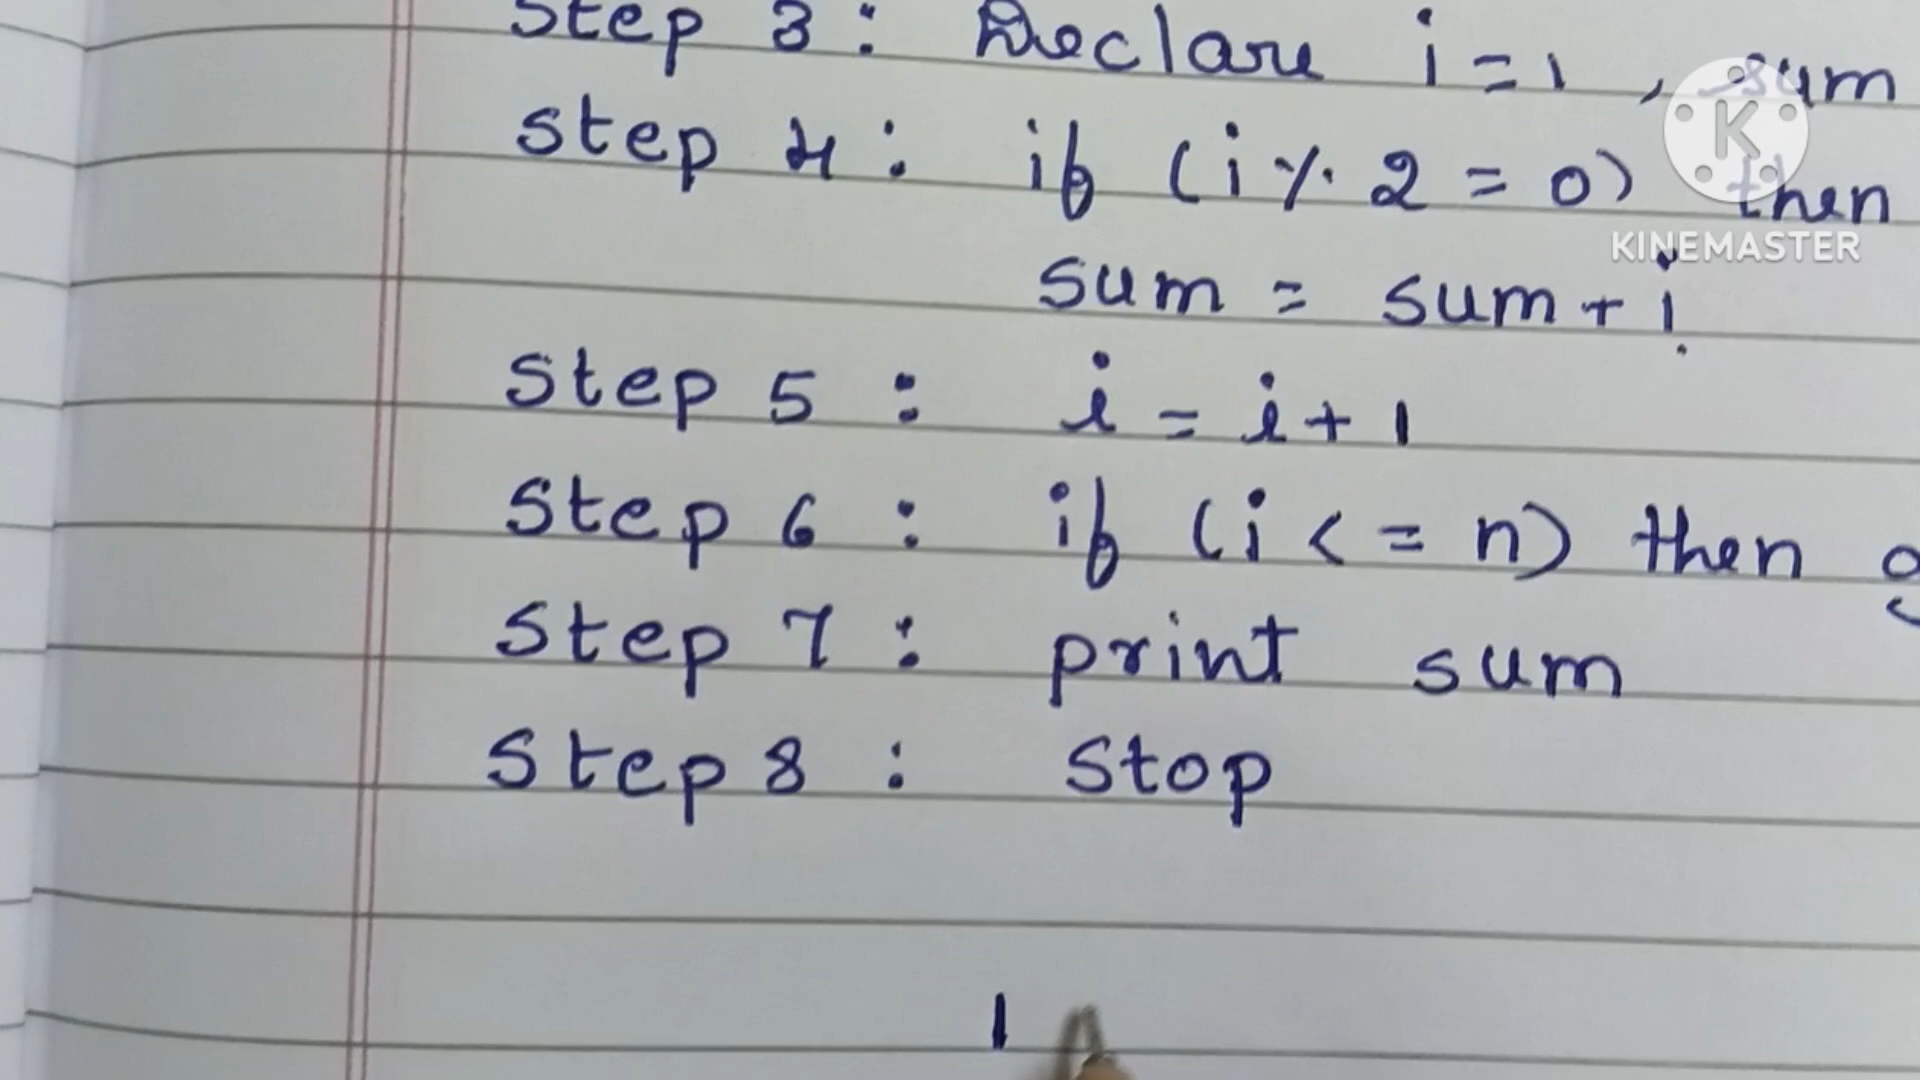 Step 3 : Declare i = 1 , sum
Step 4 : if ( i % 2 = 0 ) then
sum = sum + i
Step 5 : i = i + 1
Step 6 : if ( i < = n ) then
Step 7 : print sum
Step 8 : Stop
1
K
KINEMASTER